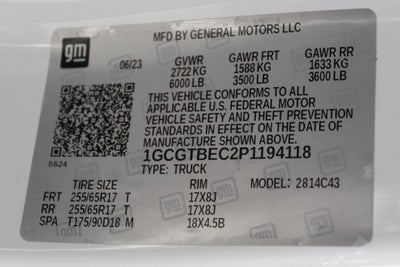 gm
MFD BY GENERAL MOTORS LLC
06/23 GVWR GAWR FRT GAWR RR
2722 KG 1588 KG 1633 KG
6000 LB 3500 LB 3600 LB
THIS VEHICLE CONFORMS TO ALL
APPLICABLE U.S. FEDERAL MOTOR
VEHICLE SAFETY AND THEFT PREVENTION
STANDARDS IN EFFECT ON THE DATE OF
MANUFACTURE SHOWN ABOVE.
8624 1GCGTBEC2P1194118
TYPE: TRUCK
TIRE SIZE RIM MODEL: 2814C43
FRT 255/65R17 T 17X8J
RR 255/65R17 T 17X8J
SPA T175/90D18 M 18X4.5B